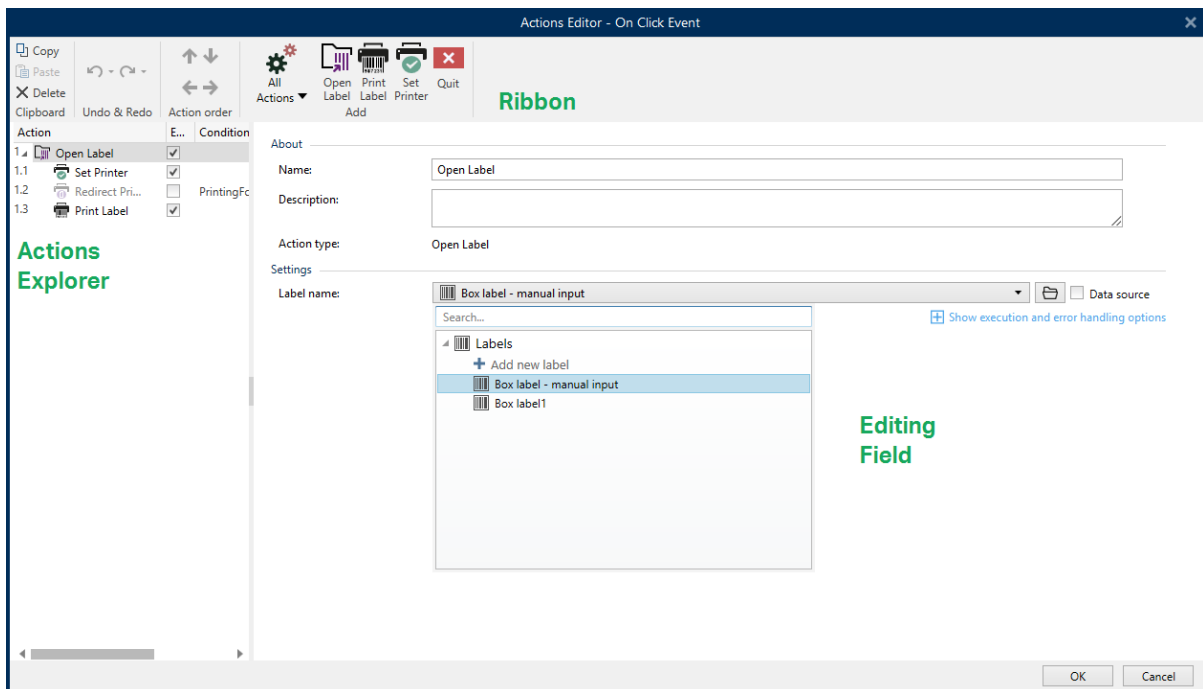 Actions Editor - On Click Event
Copy
Paste
Delete
Clipboard
Undo & Redo
Action order
All
Actions
Open
Label
Print
Label
Set
Printer
Quit
Add
Ribbon
Action E... Condition
1 Open Label
1.1 Set Printer
1.2 Redirect Pri... PrintingFo
1.3 Print Label
Actions
Explorer
About
Name: Open Label
Description:
Action type: Open Label
Settings
Label name: Box label - manual input Data source
Search...
Show execution and error handling options
Labels
Add new label
Box label - manual input
Box label1
Editing
Field
OK Cancel